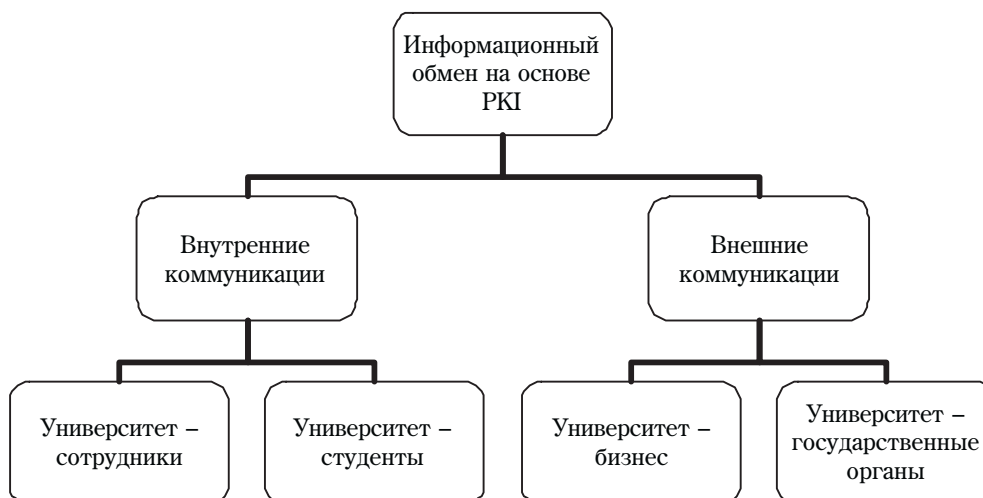 Информационный
обмен на основе
PKI
Внутренние
коммуникации
Внешние
коммуникации
Университет –
сотрудники
Университет –
студенты
Университет –
бизнес
Университет –
государственные
органы